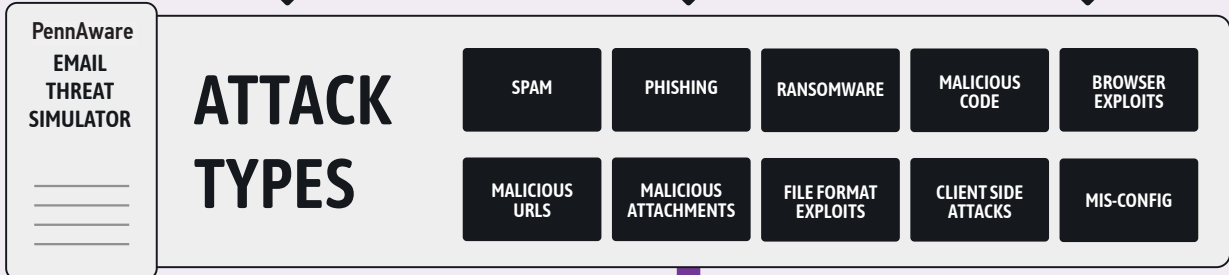 PennAware
EMAIL
THREAT
SIMULATOR
ATTACK
TYPES
SPAM
PHISHING
RANSOMWARE
MALICIOUS
CODE
BROWSER
EXPLOITS
MALICIOUS
URLS
MALICIOUS
ATTACHMENTS
FILE FORMAT
EXPLOITS
CLIENT SIDE
ATTACKS
MIS-CONFIG